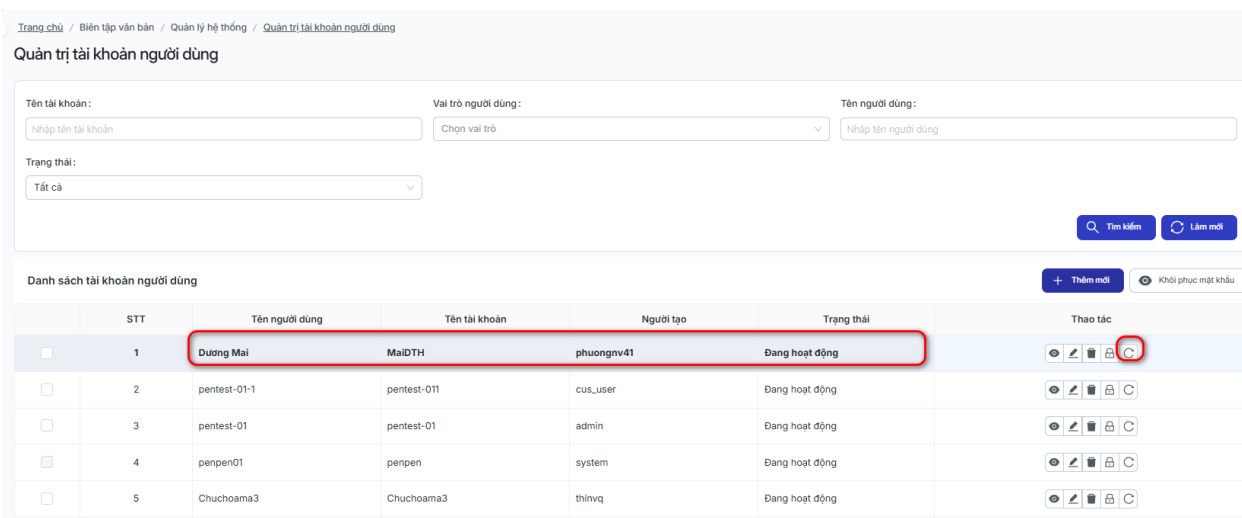 Trang chủ / Biên tập văn bản / Quản lý hệ thống / Quản trị tài khoản người dùng
Quản trị tài khoản người dùng
Tên tài khoản : Vai trò người dùng : Tên người dùng :
Nhập tên tài khoản Chọn vai trò Nhập tên người dùng
Trạng thái :
Tất cả
Tìm kiếm Làm mới
Danh sách tài khoản người dùng + Thêm mới Khôi phục mật khẩu
STT Tên người dùng Tên tài khoản Người tạo Trạng thái Thao tác
1 Dương Mai MaiDTH phuongnv41 Đang hoạt động
2 pentest-01-1 pentest-011 cus_user Đang hoạt động
3 pentest-01 pentest-01 admin Đang hoạt động
4 penpen01 penpen system Đang hoạt động
5 Chuchoama3 Chuchoama3 thinvq Đang hoạt động